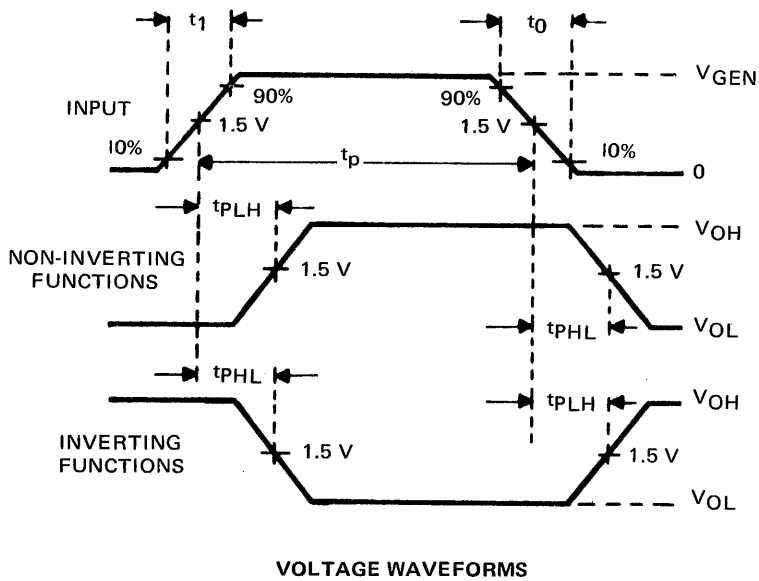 t1
t0
VGEN
INPUT
90%
90%
1.5 V
1.5 V
10%
10%
tp
0
tPLH
VOH
NON-INVERTING
FUNCTIONS
1.5 V
1.5 V
tPHL
VOL
tPHL
tPLH
VOH
INVERTING
FUNCTIONS
1.5 V
1.5 V
VOL
VOLTAGE WAVEFORMS